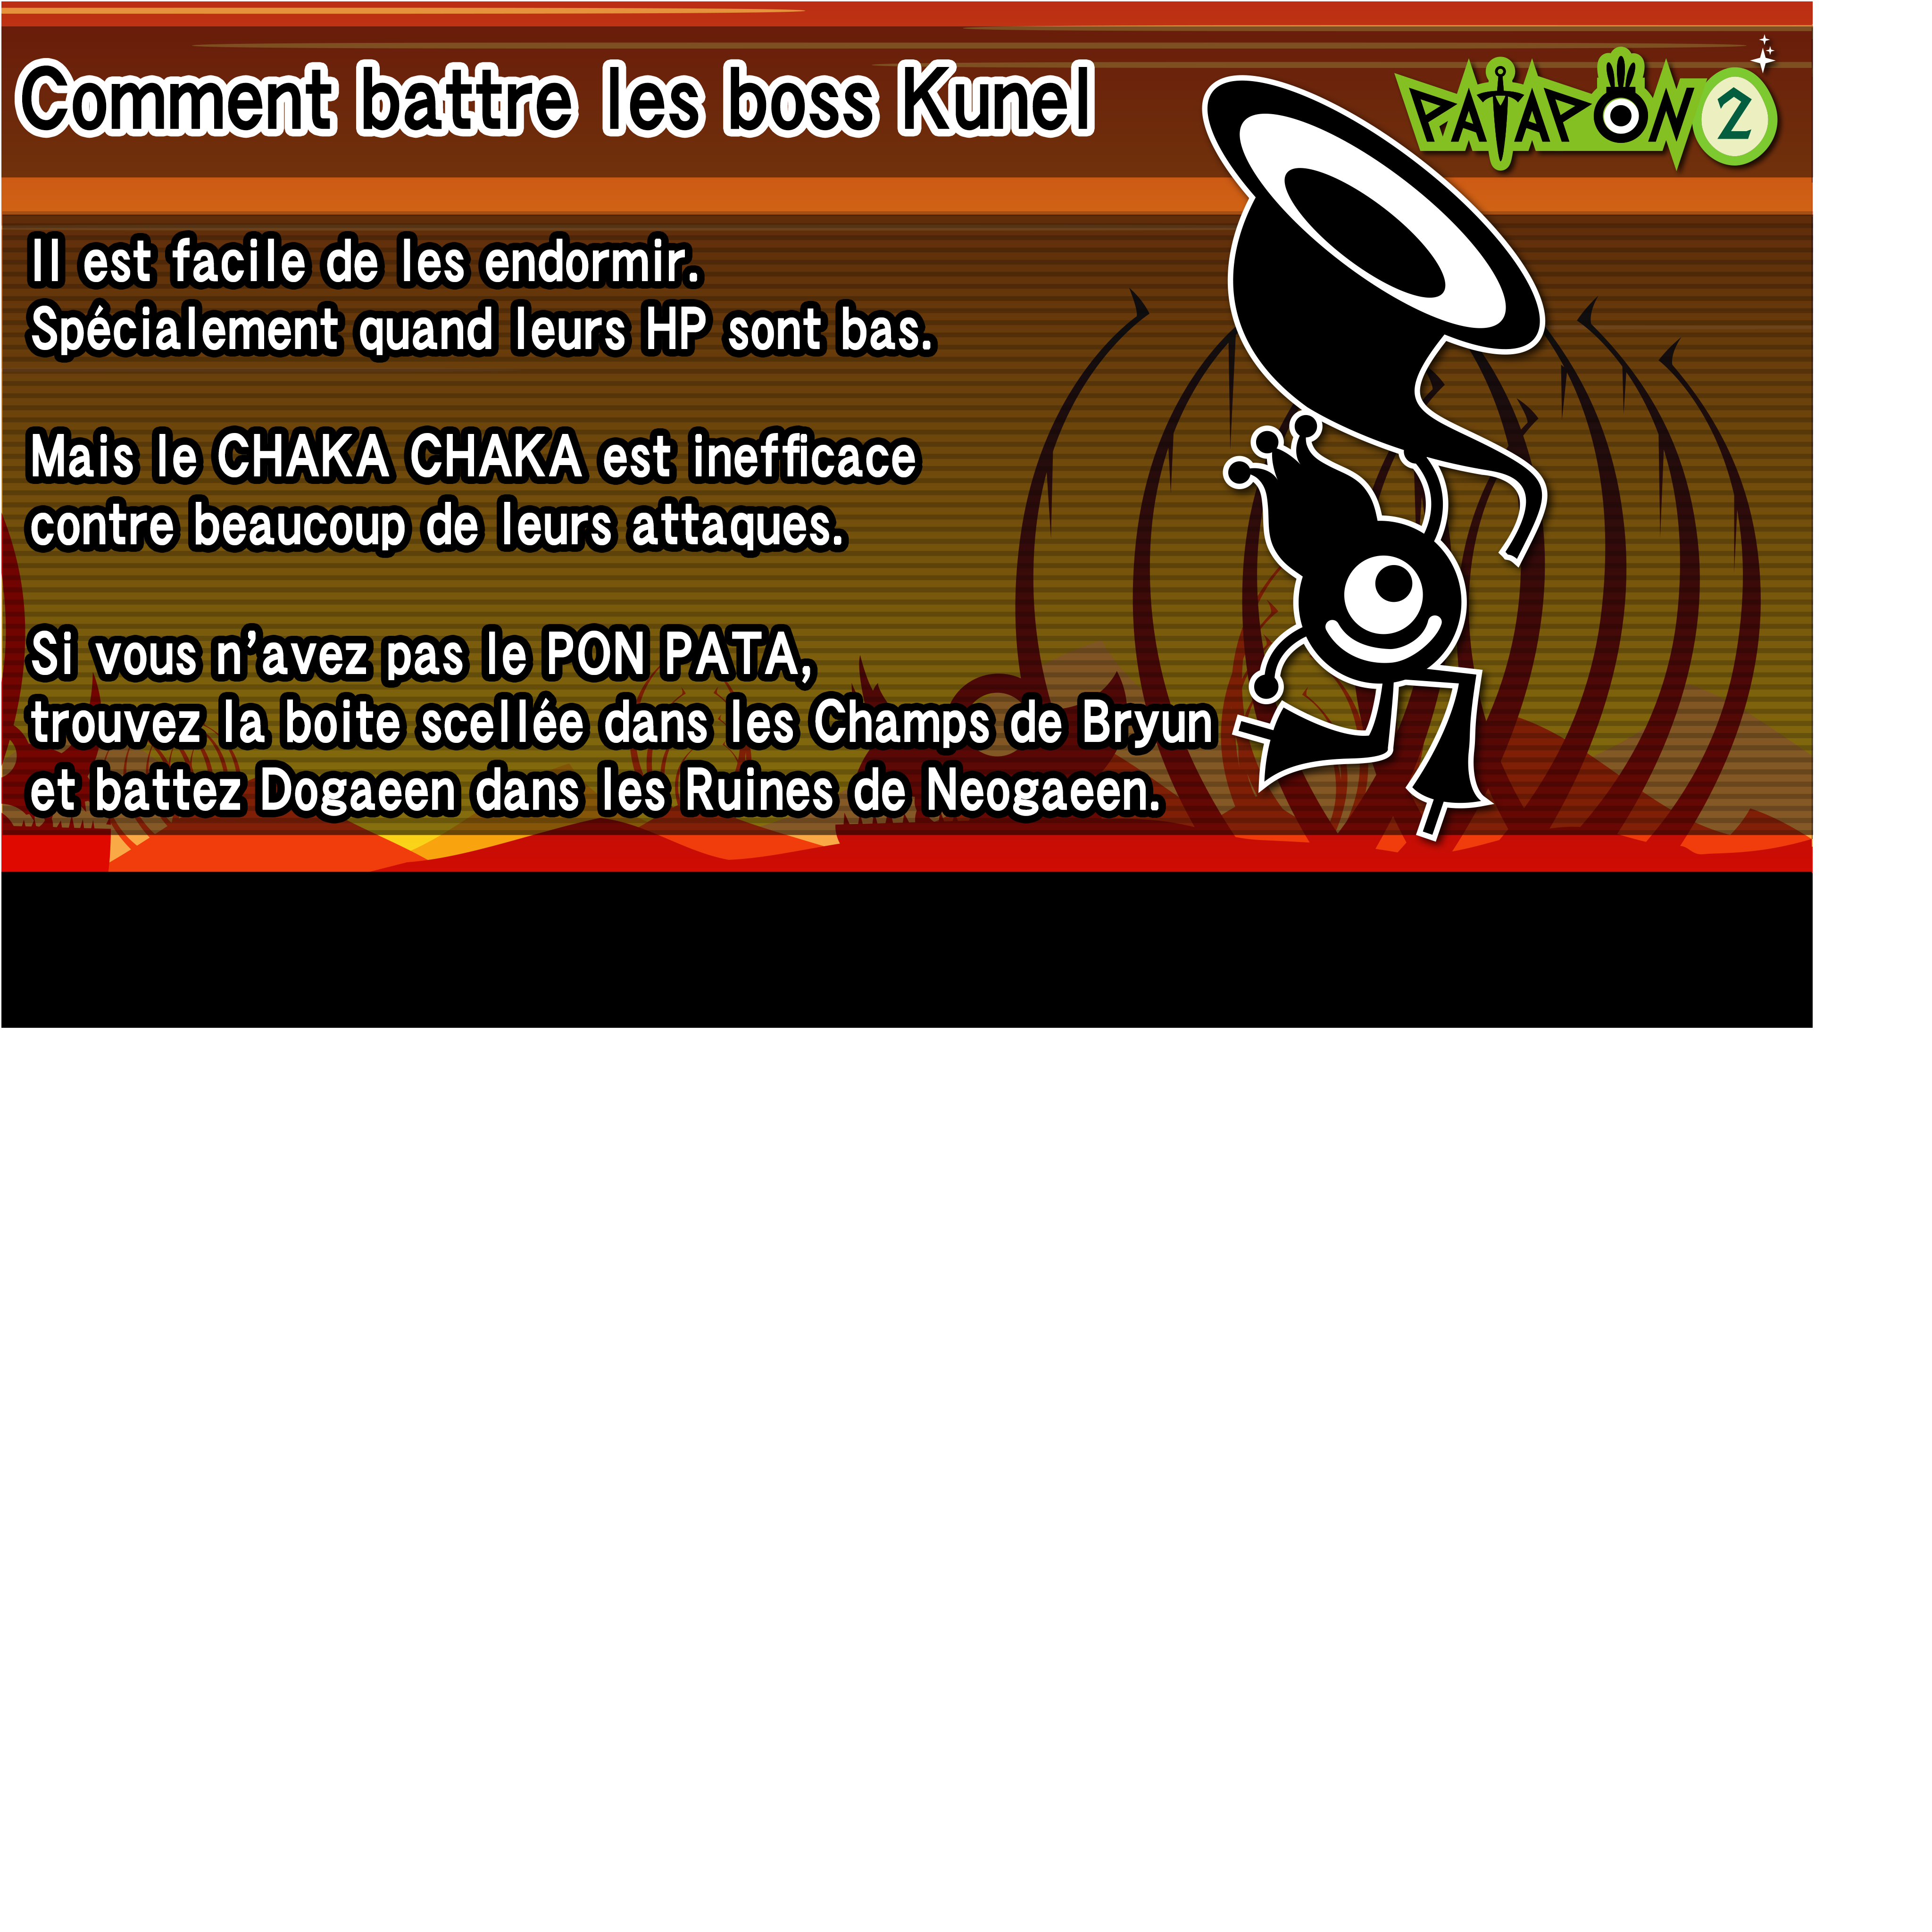 Comment battre les boss Kunel
PATAPON 2
Il est facile de les endormir.
Spécialement quand leurs HP sont bas.
Mais le CHAKA CHAKA est inefficace
contre beaucoup de leurs attaques.
Si vous n'avez pas le PON PATA,
trouvez la boite scellée dans les Champs de Bryun
et battez Dogaeen dans les Ruines de Neogaeen.